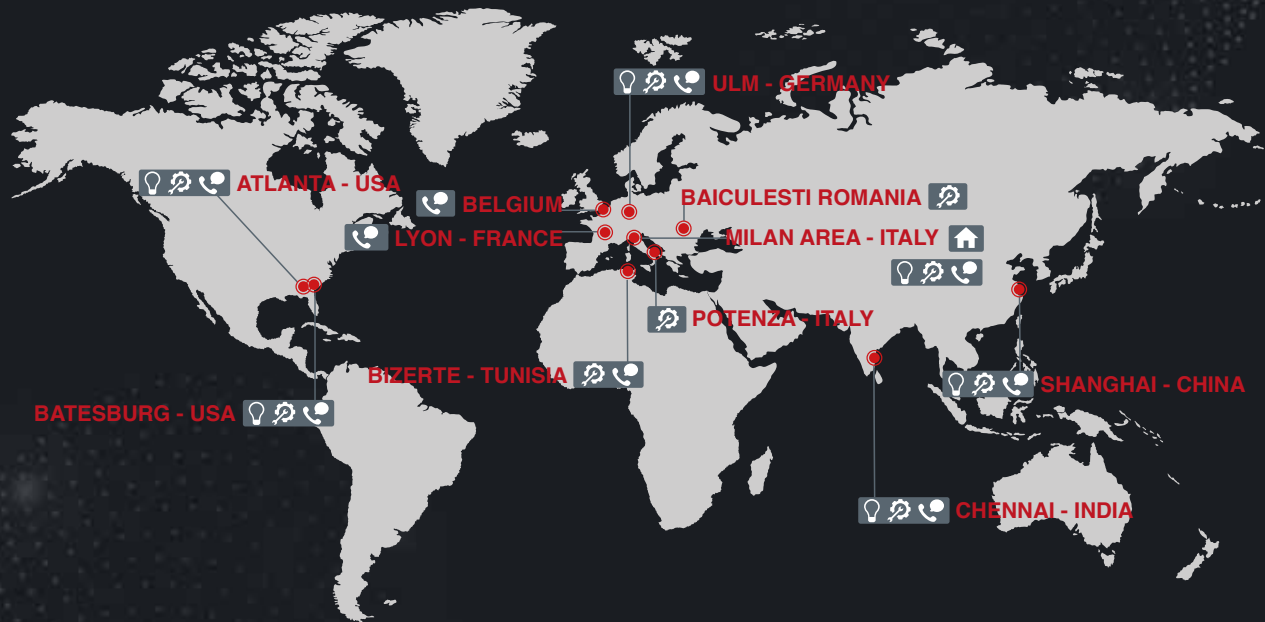 ULM - GERMANY
ATLANTA - USA
BELGIUM
BAICULESTI ROMANIA
LYON - FRANCE
MILAN AREA - ITALY
POTENZA - ITALY
BIZERTE - TUNISIA
SHANGHAI - CHINA
BATESBURG - USA
CHENNAI - INDIA